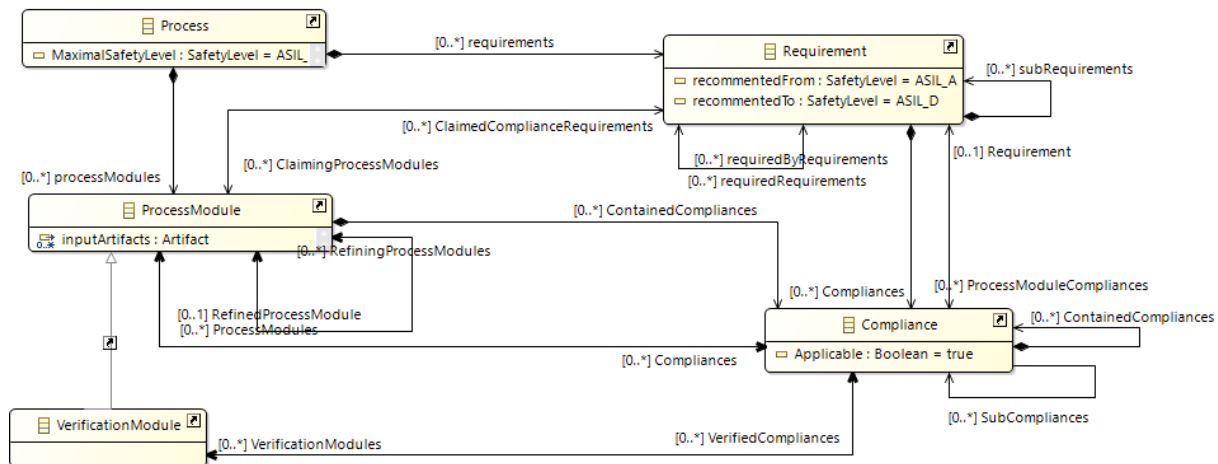 Process
MaximalSafetyLevel : SafetyLevel = ASIL_
[0..*] requirements
Requirement
recommentedFrom : SafetyLevel = ASIL_A
recommentedTo : SafetyLevel = ASIL_D
[0..*] subRequirements
[0..*] ClaimedComplianceRequirements
[0..*] ClaimingProcessModules
[0..*] requiredByRequirements
[0..*] requiredRequirements
[0..1] Requirement
[0..*] processModules
ProcessModule
0..*
inputArtifacts : Artifact
[0..*] ContainedCompliances
[0..*] RefiningProcessModules
[0..1] RefinedProcessModule
[0..*] ProcessModules
[0..*] Compliances
[0..*] ProcessModuleCompliances
Compliance
Applicable : Boolean = true
[0..*] ContainedCompliances
[0..*] Compliances
[0..*] SubCompliances
VerificationModule
[0..*] VerificationModules
[0..*] VerifiedCompliances